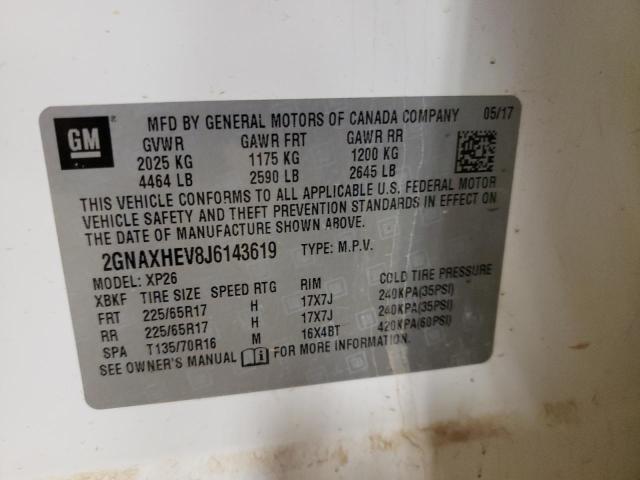 GM
MFD BY GENERAL MOTORS OF CANADA COMPANY 05/17
GVWR GAWR FRT GAWR RR
2025 KG 1175 KG 1200 KG
4464 LB 2590 LB 2645 LB
THIS VEHICLE CONFORMS TO ALL APPLICABLE U.S. FEDERAL MOTOR
VEHICLE SAFETY AND THEFT PREVENTION STANDARDS IN EFFECT ON
THE DATE OF MANUFACTURE SHOWN ABOVE.
2GNAXHEV8J6143619 TYPE: M.P.V.
MODEL: XP26
XBKF TIRE SIZE SPEED RTG RIM COLD TIRE PRESSURE
FRT 225/65R17 H 17X7J 240KPA(35PSI)
RR 225/65R17 H 17X7J 240KPA(35PSI)
SPA T135/70R16 M 16X4BT 420KPA(60PSI)
SEE OWNER'S MANUAL FOR MORE INFORMATION.